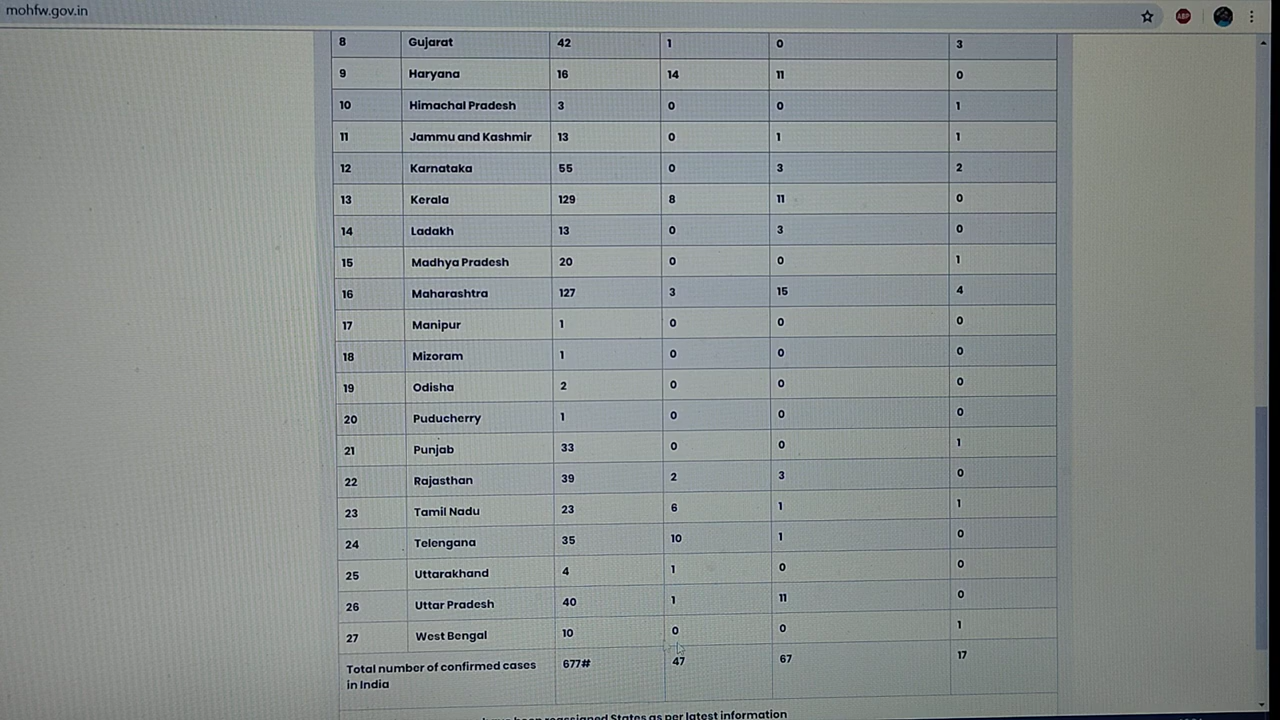 mohfw.gov.in
ABP
8 Gujarat 42 1 0 3
9 Haryana 16 14 11 0
10 Himachal Pradesh 3 0 0 1
11 Jammu and Kashmir 13 0 1 1
12 Karnataka 55 0 3 2
13 Kerala 129 8 11 0
14 Ladakh 13 0 3 0
15 Madhya Pradesh 20 0 0 1
16 Maharashtra 127 3 15 4
17 Manipur 1 0 0 0
18 Mizoram 1 0 0 0
19 Odisha 2 0 0 0
20 Puducherry 1 0 0 0
21 Punjab 33 0 0 1
22 Rajasthan 39 2 3 0
23 Tamil Nadu 23 6 1 1
24 Telengana 35 10 1 0
25 Uttarakhand 4 1 0 0
26 Uttar Pradesh 40 1 11 0
27 West Bengal 10 0 0 1
Total number of confirmed cases 677# 47 67 17
in India
reassigned States as per latest information